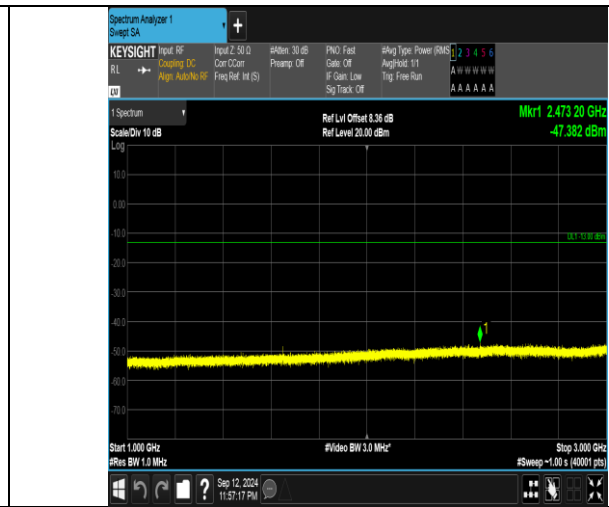 Spectrum Analyzer 1
Swept SA
+
KEYSIGHT Input: RF Input Z: 50 Ω #Atten: 30 dB PNO: Fast #Avg Type: Power (RMS 1 2 3 4 5 6
RL Coupling: DC Corr CCorr Preamp: Off Gate: Off Avg|Hold: 1/1 A W W W W W
Align: Auto/No RF Freq Ref: Int (S) IF Gain: Low Trig: Free Run
Sig Track: Off A A A A A A
LXI
1 Spectrum Ref Lvl Offset 8.36 dB Mkr1 2.473 20 GHz
Scale/Div 10 dB Ref Level 20.00 dBm -47.382 dBm
Log
10.0
0.00
-10.0
DL1 -13.00 dBm
-20.0
-30.0
-40.0
1
-50.0
-60.0
-70.0
Start 1.000 GHz #Video BW 3.0 MHz* Stop 3.000 GHz
#Res BW 1.0 MHz #Sweep ~1.00 s (40001 pts)
? Sep 12, 2024
11:57:17 PM